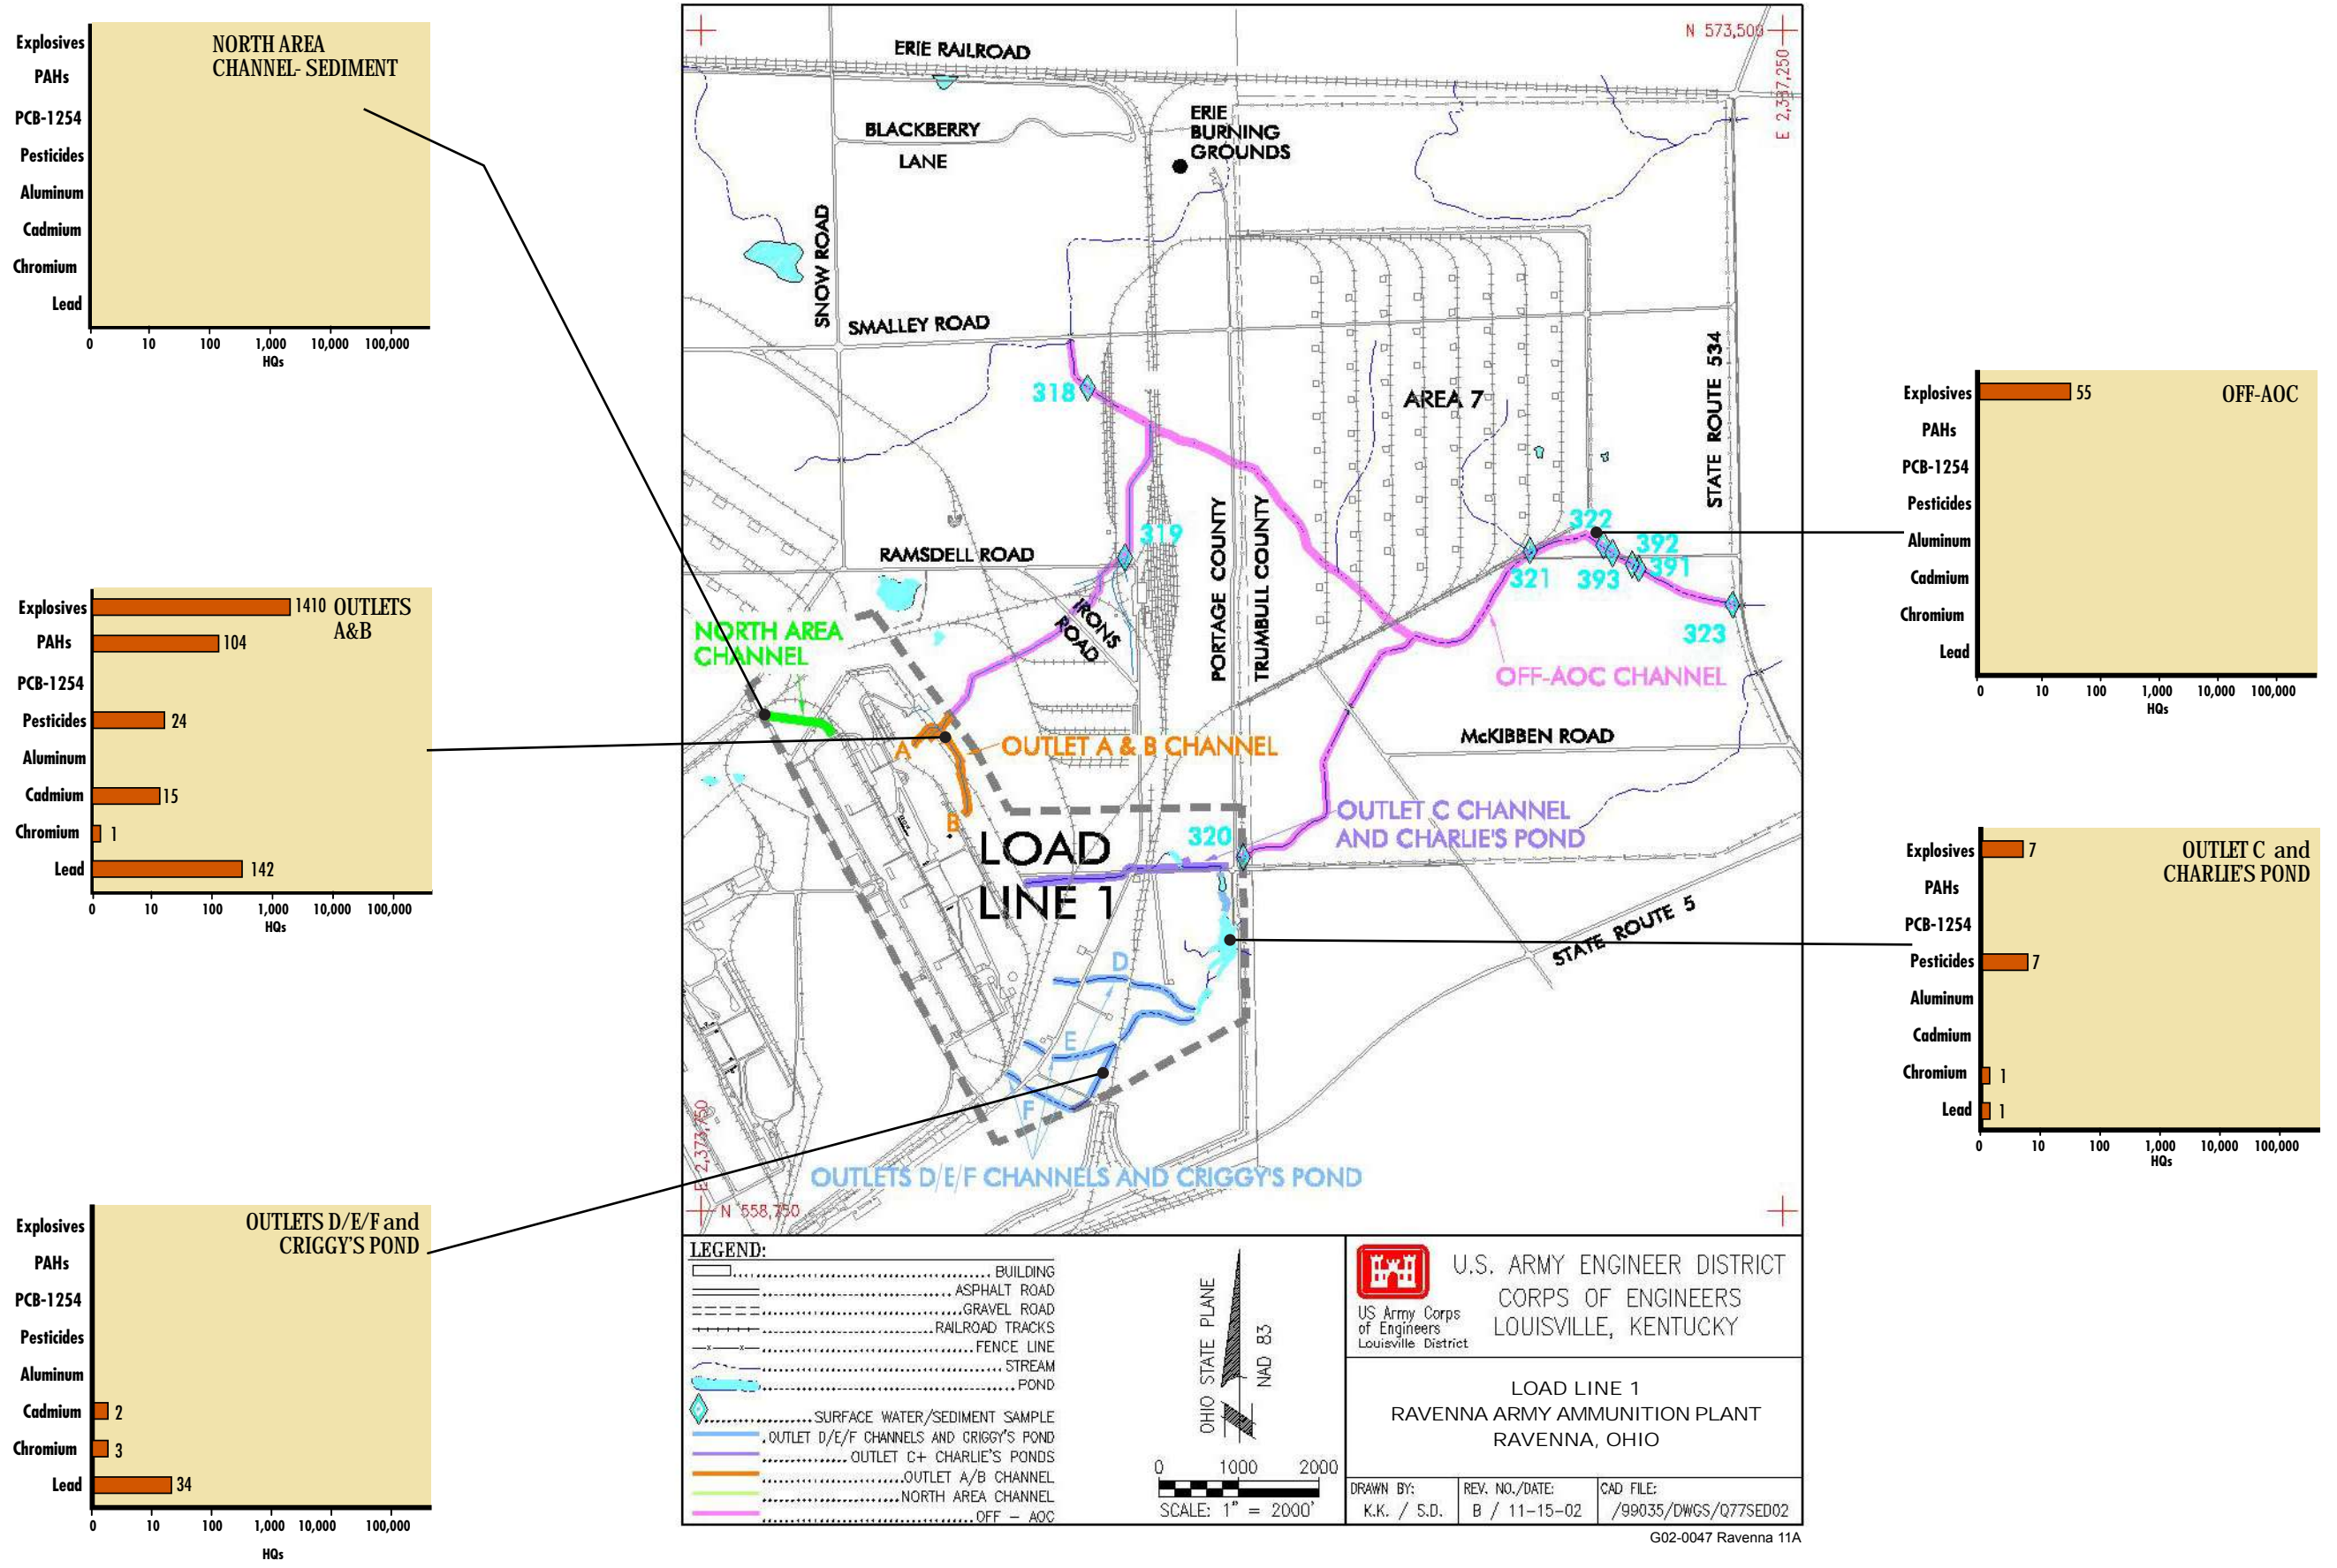 NORTH AREA
CHANNEL- SEDIMENT
Explosives
PAHs
PCB-1254
Pesticides
Aluminum
Cadmium
Chromium
Lead
0 10 100 1,000 10,000 100,000
HQs
OUTLETS
A&B
Explosives 1410
PAHs 104
PCB-1254
Pesticides 24
Aluminum
Cadmium 15
Chromium 1
Lead 142
0 10 100 1,000 10,000 100,000
HQs
OUTLETS D/E/F and
CRIGGY'S POND
Explosives
PAHs
PCB-1254
Pesticides
Aluminum
Cadmium 2
Chromium 3
Lead 34
0 10 100 1,000 10,000 100,000
HQs
N 573,500
E 2,387,250
ERIE RAILROAD
BLACKBERRY
LANE
ERIE
BURNING
GROUNDS
SNOW ROAD
SMALLEY ROAD
STATE ROUTE 534
318
AREA 7
319
322
392
RAMSDELL ROAD
321
393
391
PORTAGE COUNTY
TRUMBULL COUNTY
IRONS
ROAD
323
NORTH AREA
CHANNEL
OFF-AOC CHANNEL
McKIBBEN ROAD
A
OUTLET A & B CHANNEL
B
OUTLET C CHANNEL
AND CHARLIE'S POND
320
LOAD
LINE 1
STATE ROUTE 5
D
E
F
OUTLETS D/E/F CHANNELS AND CRIGGY'S POND
E 2,373,750
N 558,750
OFF-AOC
Explosives 55
PAHs
PCB-1254
Pesticides
Aluminum
Cadmium
Chromium
Lead
0 10 100 1,000 10,000 100,000
HQs
OUTLET C and
CHARLIE'S POND
Explosives 7
PAHs
PCB-1254
Pesticides 7
Aluminum
Cadmium
Chromium 1
Lead 1
0 10 100 1,000 10,000 100,000
HQs
LEGEND:
BUILDING
ASPHALT ROAD
GRAVEL ROAD
RAILROAD TRACKS
FENCE LINE
STREAM
POND
SURFACE WATER/SEDIMENT SAMPLE
OUTLET D/E/F CHANNELS AND CRIGGY'S POND
OUTLET C+ CHARLIE'S PONDS
OUTLET A/B CHANNEL
NORTH AREA CHANNEL
OFF - AOC
OHIO STATE PLANE
NAD 83
0 1000 2000
SCALE: 1" = 2000'
US Army Corps
of Engineers
Louisville District
U.S. ARMY ENGINEER DISTRICT
CORPS OF ENGINEERS
LOUISVILLE, KENTUCKY
LOAD LINE 1
RAVENNA ARMY AMMUNITION PLANT
RAVENNA, OHIO
DRAWN BY:
K.K. / S.D.
REV. NO./DATE:
B / 11-15-02
CAD FILE:
/99035/DWGS/Q77SED02
G02-0047 Ravenna 11A